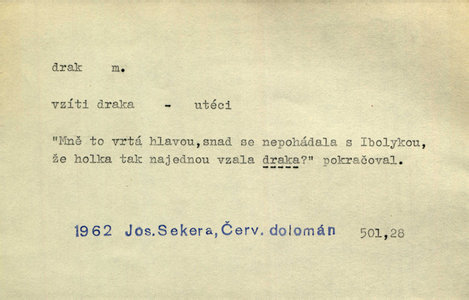 drak m.
vzíti draka - utéci
"Mně to vrtá hlavou,snad se nepohádala s Ibolykou,
že holka tak najednou vzala draka?" pokračoval.
1962 Jos.Sekera,Červ.dolomán 501,28